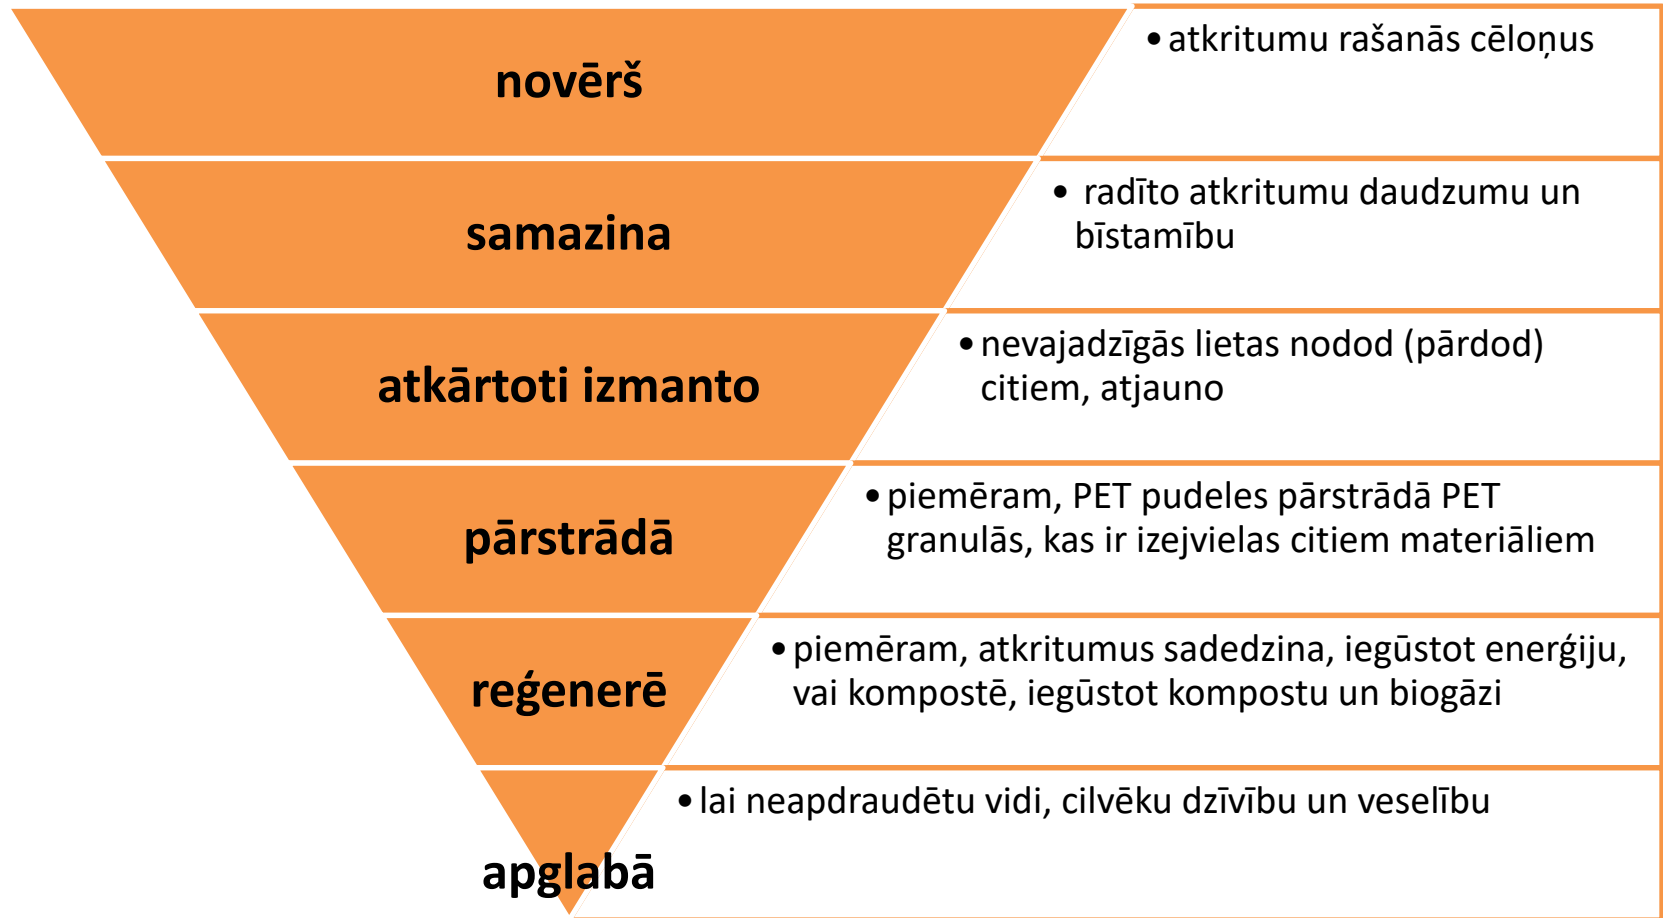 novērš
• atkritumu rašanās cēloņus
samazina
• radīto atkritumu daudzumu un
bīstamību
atkārtoti izmanto
• nevajadzīgās lietas nodod (pārdod)
citiem, atjauno
pārstrādā
• piemēram, PET pudeles pārstrādā PET
granulās, kas ir izejvielas citiem materiāliem
reģenerē
• piemēram, atkritumus sadedzina, iegūstot enerģiju,
vai kompostē, iegūstot kompostu un biogāzi
apglabā
• lai neapdraudētu vidi, cilvēku dzīvību un veselību